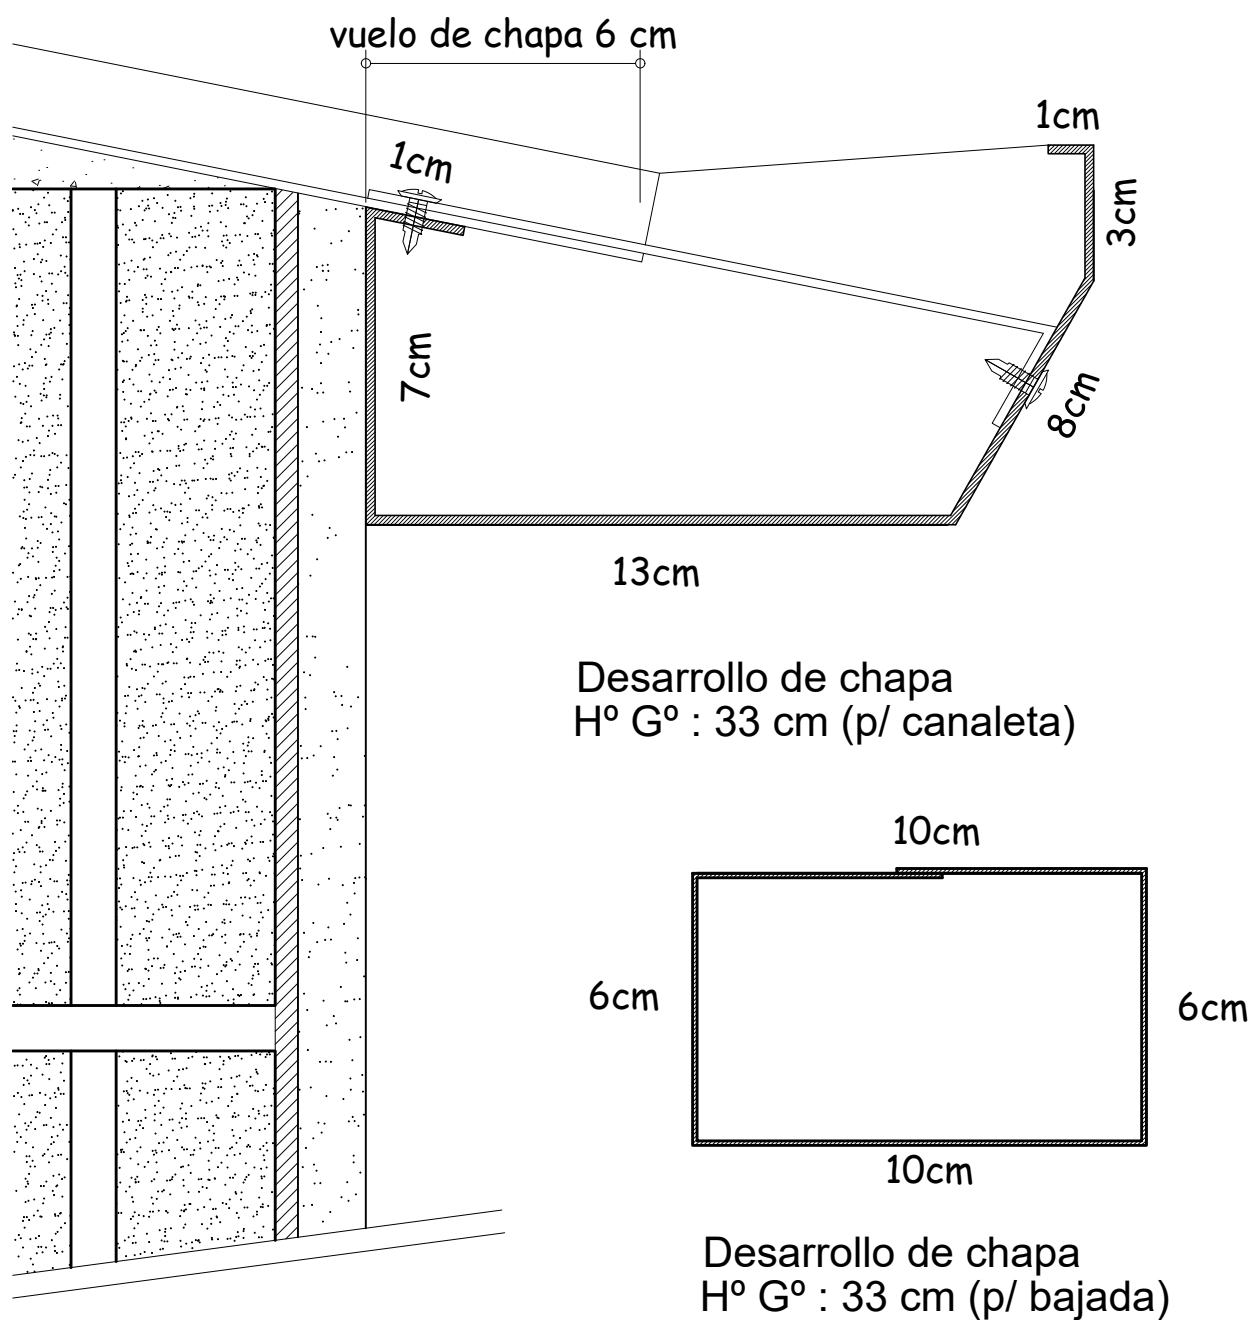 vuelo de chapa 6 cm
1cm
1cm
3cm
7cm
8cm
13cm
Desarrollo de chapa
Hº Gº : 33 cm (p/ canaleta)
10cm
6cm
6cm
10cm
Desarrollo de chapa
Hº Gº : 33 cm (p/ bajada)